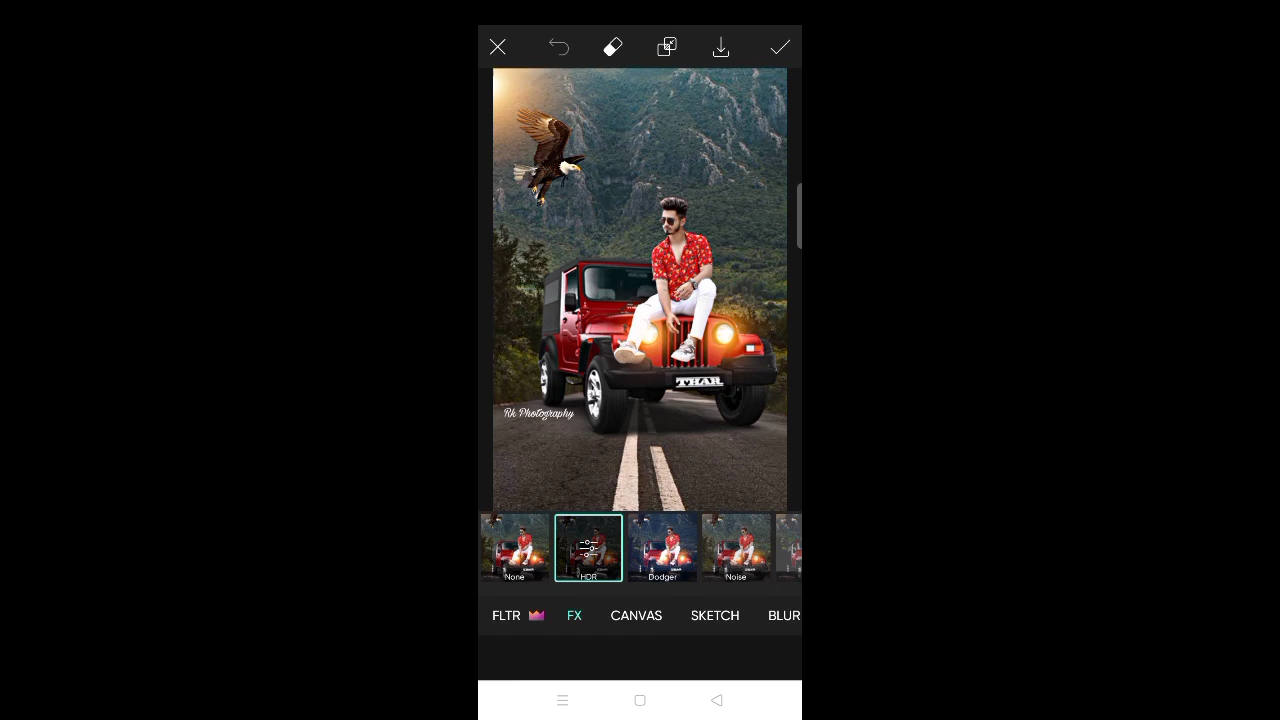 THAR
Rk Photography
None
HDR
Dodger
Noise
FLTR FX CANVAS SKETCH BLUR